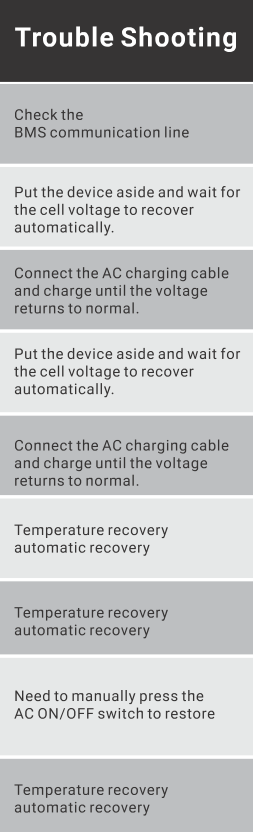 Trouble Shooting
Check the
BMS communication line
Put the device aside and wait for
the cell voltage to recover
automatically.
Connect the AC charging cable
and charge until the voltage
returns to normal.
Put the device aside and wait for
the cell voltage to recover
automatically.
Connect the AC charging cable
and charge until the voltage
returns to normal.
Temperature recovery
automatic recovery
Temperature recovery
automatic recovery
Need to manually press the
AC ON/OFF switch to restore
Temperature recovery
automatic recovery